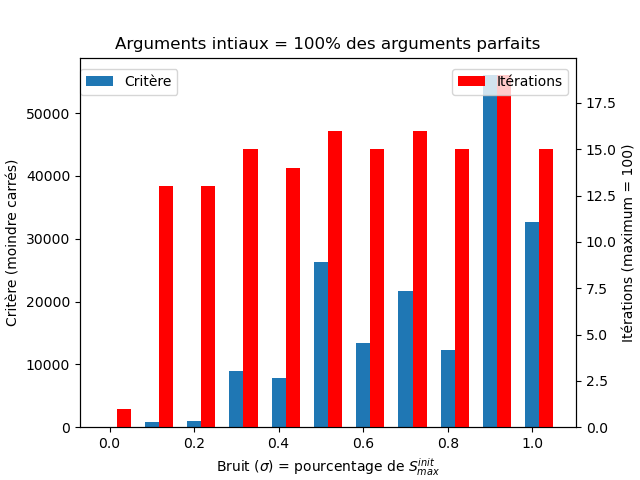 Arguments intiaux = 100% des arguments parfaits
Critère
Itérations
Critère (moindre carrés)
50000
40000
30000
20000
10000
0
17.5
15.0
12.5
10.0
7.5
5.0
2.5
0.0
Itérations (maximum = 100)
0.0 0.2 0.4 0.6 0.8 1.0
Bruit (σ) = pourcentage de $S_{max}^{init}$